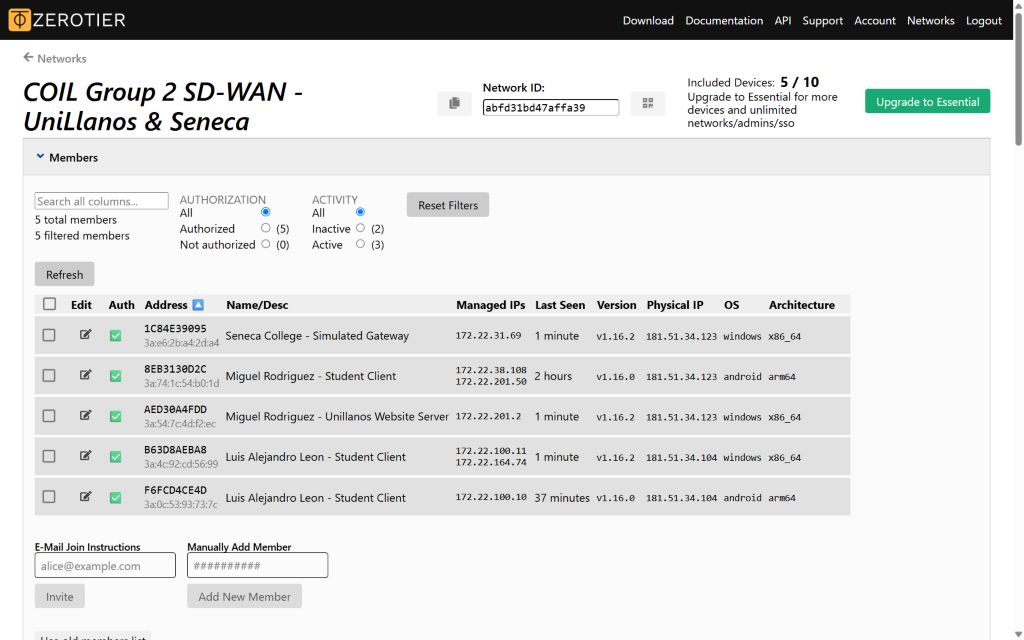 ZEROTIER
Download Documentation API Support Account Networks Logout
Networks
COIL Group 2 SD-WAN -
UniLlanos & Seneca
Network ID:
abfd31bd47affa39
Included Devices: 5 / 10
Upgrade to Essential for more
devices and unlimited
networks/admins/sso
Upgrade to Essential
Members
Search all columns...
5 total members
5 filtered members
AUTHORIZATION
All
Authorized (5)
Not authorized (0)
ACTIVITY
All
Inactive (2)
Active (3)
Reset Filters
Refresh
Edit Auth Address Name/Desc Managed IPs Last Seen Version Physical IP OS Architecture
1C84E39095
3a:e6:2b:a4:2d:a4
Seneca College - Simulated Gateway 172.22.31.69 1 minute v1.16.2 181.51.34.123 windows x86_64
8EB3130D2C
3a:74:1c:54:b0:1d
Miguel Rodriguez - Student Client
172.22.38.108
172.22.201.50
2 hours v1.16.0 181.51.34.123 android arm64
AED30A4FDD
3a:54:7c:4d:f2:ec
Miguel Rodriguez - Unillanos Website Server 172.22.201.2 1 minute v1.16.2 181.51.34.123 windows x86_64
B63D8AEBA8
3a:4c:92:cd:56:99
Luis Alejandro Leon - Student Client
172.22.100.11
172.22.164.74
1 minute v1.16.2 181.51.34.104 windows x86_64
F6FCD4CE4D
3a:0c:53:93:73:7c
Luis Alejandro Leon - Student Client 172.22.100.10 37 minutes v1.16.0 181.51.34.104 android arm64
E-Mail Join Instructions
alice@example.com
Invite
Manually Add Member
##########
Add New Member
Use old members list